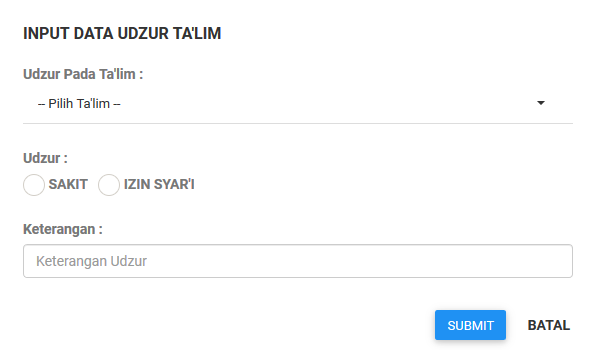 INPUT DATA UDZUR TA'LIM
Udzur Pada Ta'lim :
-- Pilih Ta'lim --
Udzur :
SAKIT IZIN SYAR'I
Keterangan :
Keterangan Udzur
SUBMIT BATAL